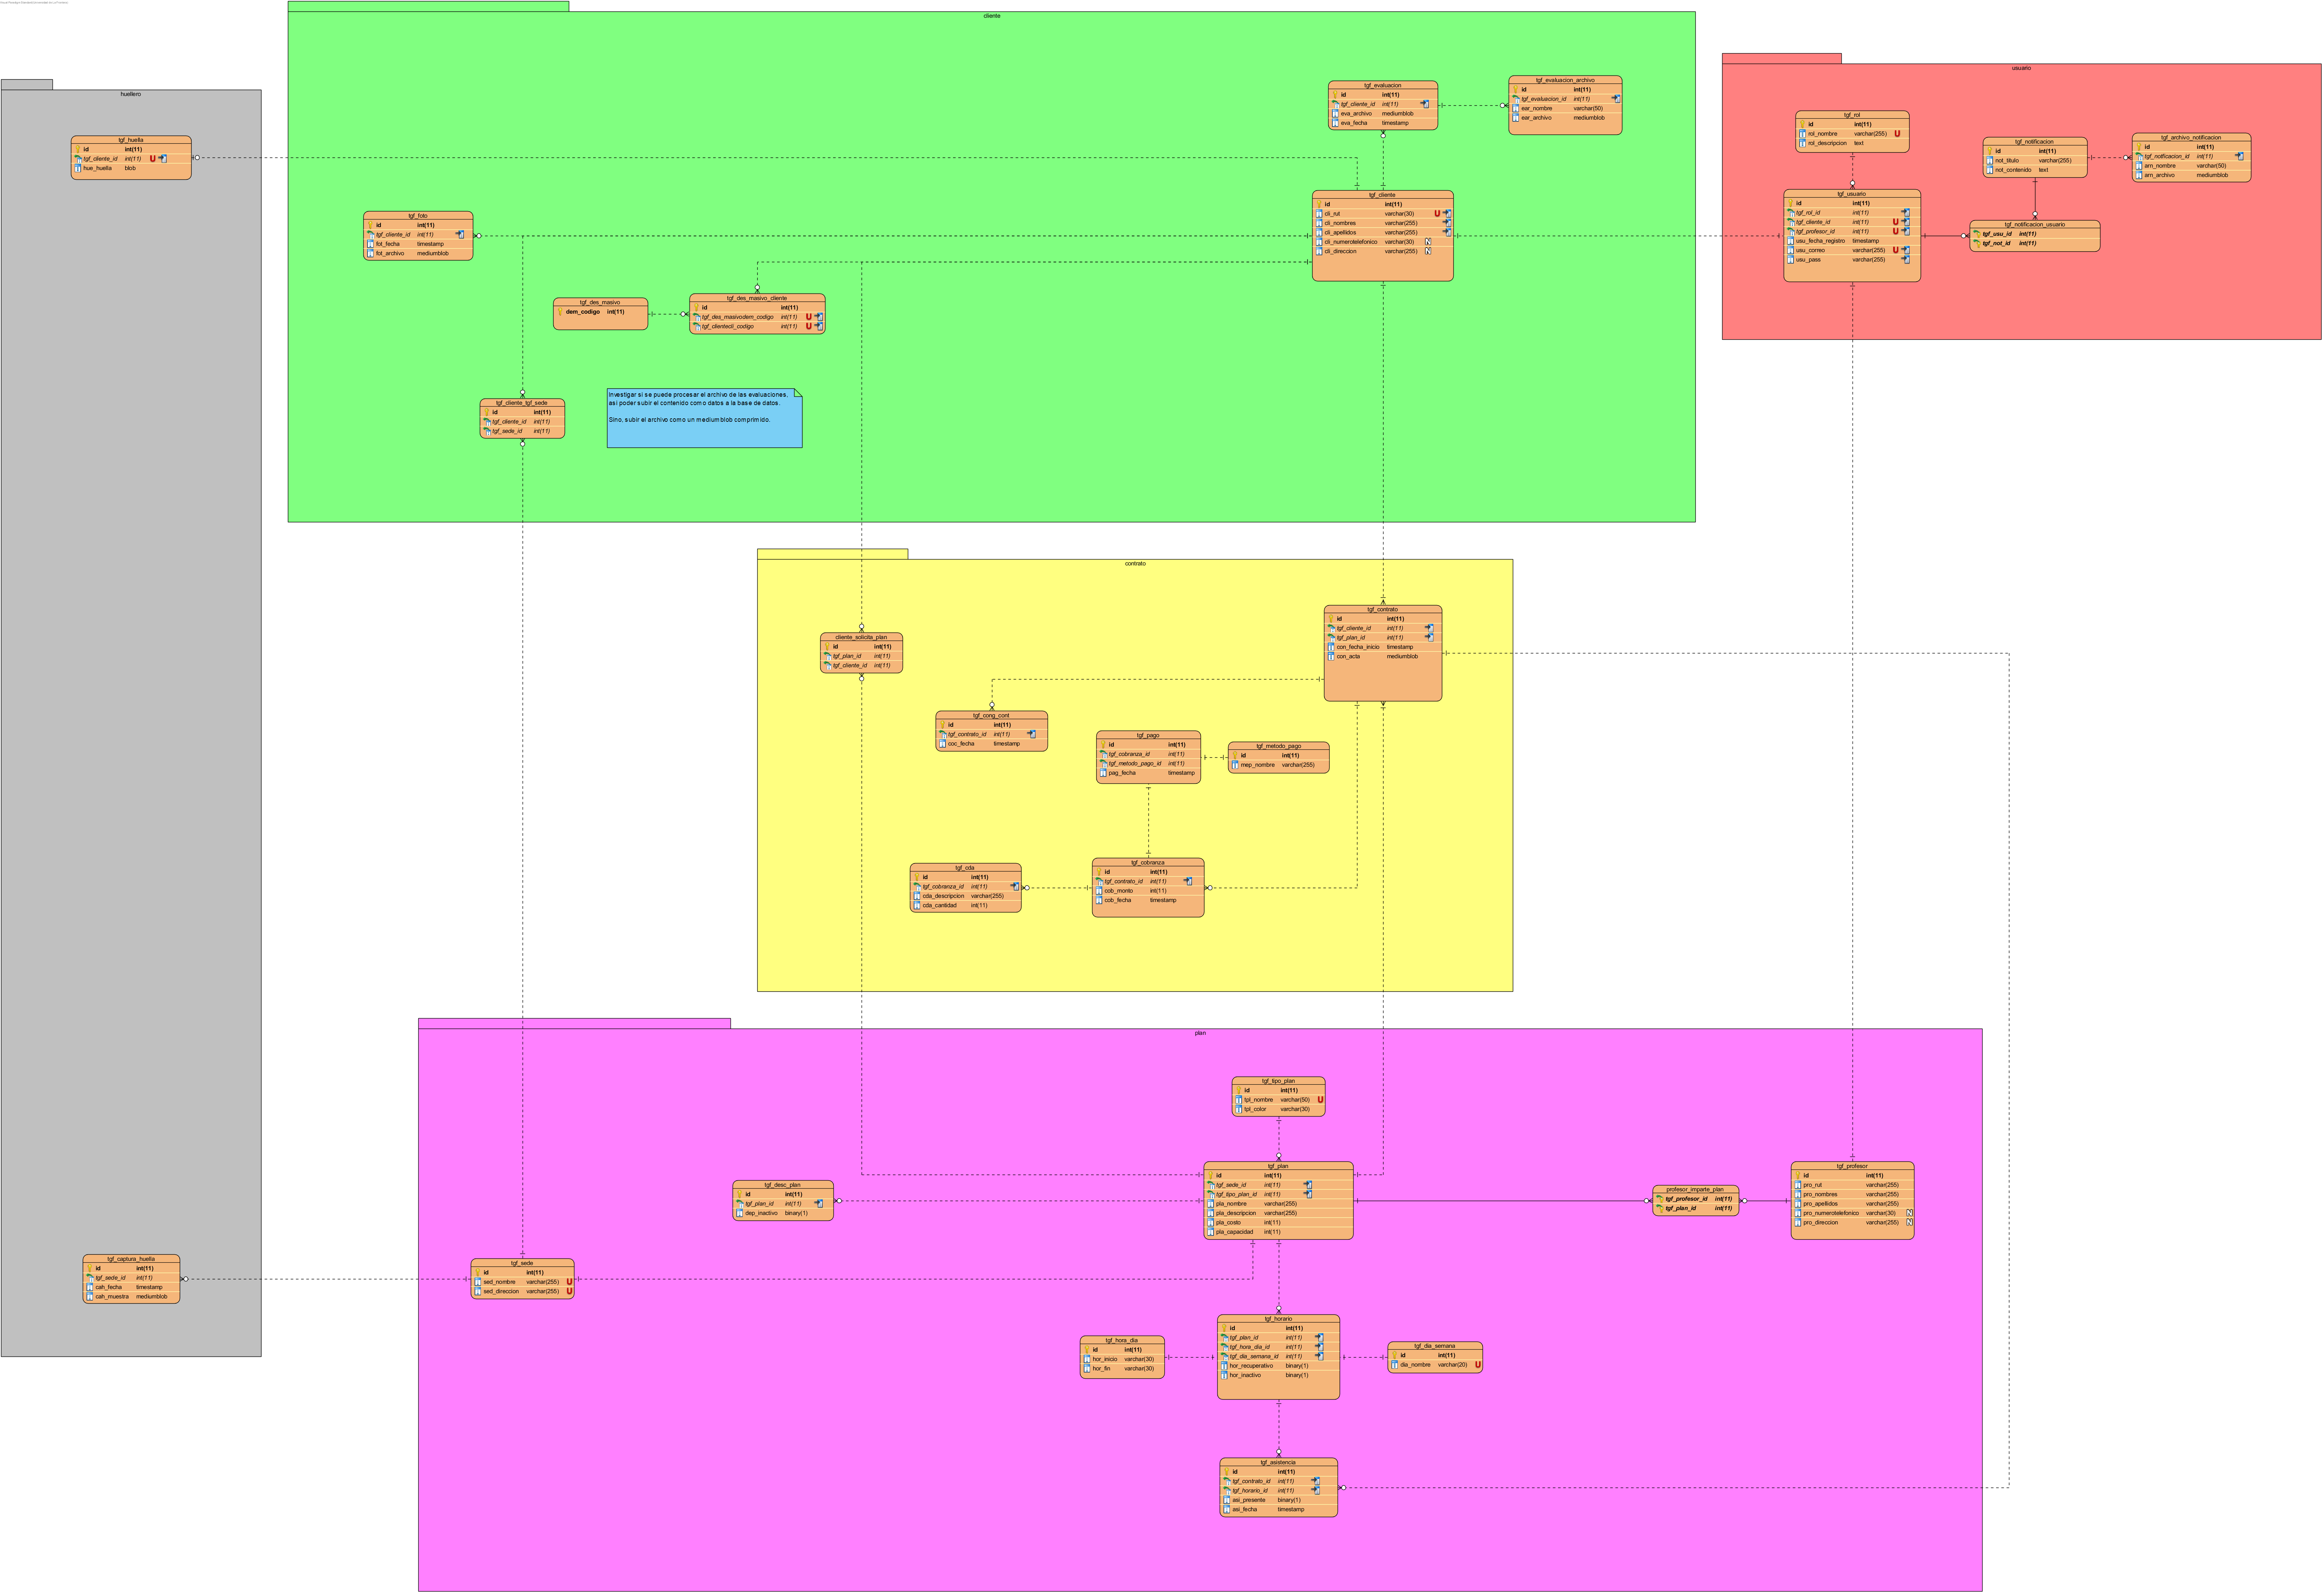 cliente
tgf_evaluacion
id int(11)
tgf_cliente_id int(11)
eva_archivo mediumblob
eva_fecha timestamp
tgf_evaluacion_archivo
id int(11)
tgf_evaluacion_id int(11)
ear_nombre varchar(50)
ear_archivo mediumblob
tgf_cliente
id int(11)
cli_rut varchar(30) U
cli_nombres varchar(255)
cli_apellidos varchar(255)
cli_numerotelefonico varchar(30) N
cli_direccion varchar(255) N
tgf_foto
id int(11)
tgf_cliente_id int(11)
fot_fecha timestamp
fot_archivo mediumblob
tgf_des_masivo
dem_codigo int(11)
tgf_des_masivo_cliente
id int(11)
tgf_des_masivodem_codigo int(11) U
tgf_clientecli_codigo int(11) U
tgf_cliente_tgf_sede
id int(11)
tgf_cliente_id int(11)
tgf_sede_id int(11)
Investigar si se puede procesar el archivo de las evaluaciones,
asi poder subir el contenido como datos a la base de datos.
Sino, subir el archivo como un mediumblob comprimido.
huellero
tgf_huella
id int(11)
tgf_cliente_id int(11) U
hue_huella blob
tgf_captura_huella
id int(11)
tgf_sede_id int(11)
cah_fecha timestamp
cah_muestra mediumblob
usuario
tgf_rol
id int(11)
rol_nombre varchar(255) U
rol_descripcion text
tgf_notificacion
id int(11)
not_titulo varchar(255)
not_contenido text
tgf_archivo_notificacion
id int(11)
tgf_notificacion_id int(11)
arn_nombre varchar(50)
arn_archivo mediumblob
tgf_usuario
id int(11)
tgf_rol_id int(11)
tgf_cliente_id int(11) U
tgf_profesor_id int(11) U
usu_fecha_registro timestamp
usu_correo varchar(255) U
usu_pass varchar(255)
tgf_notificacion_usuario
tgf_usu_id int(11)
tgf_not_id int(11)
contrato
tgf_contrato
id int(11)
tgf_cliente_id int(11)
tgf_plan_id int(11)
con_fecha_inicio timestamp
con_acta mediumblob
cliente_solicita_plan
id int(11)
tgf_plan_id int(11)
tgf_cliente_id int(11)
tgf_cong_cont
id int(11)
tgf_contrato_id int(11)
coc_fecha timestamp
tgf_pago
id int(11)
tgf_cobranza_id int(11)
tgf_metodo_pago_id int(11)
pag_fecha timestamp
tgf_metodo_pago
id int(11)
mep_nombre varchar(255)
tgf_cda
id int(11)
tgf_cobranza_id int(11)
cda_descripcion varchar(255)
cda_cantidad int(11)
tgf_cobranza
id int(11)
tgf_contrato_id int(11)
cob_monto int(11)
cob_fecha timestamp
plan
tgf_tipo_plan
id int(11)
tpl_nombre varchar(50) U
tpl_color varchar(30)
tgf_plan
id int(11)
tgf_sede_id int(11)
tgf_tipo_plan_id int(11)
pla_nombre varchar(255)
pla_descripcion varchar(255)
pla_costo int(11)
pla_capacidad int(11)
tgf_desc_plan
id int(11)
tgf_plan_id int(11)
dep_inactivo binary(1)
profesor_imparte_plan
tgf_profesor_id int(11)
tgf_plan_id int(11)
tgf_profesor
id int(11)
pro_rut varchar(255)
pro_nombres varchar(255)
pro_apellidos varchar(255)
pro_numerotelefonico varchar(30) N
pro_direccion varchar(255) N
tgf_sede
id int(11)
sed_nombre varchar(255) U
sed_direccion varchar(255) U
tgf_horario
id int(11)
tgf_plan_id int(11)
tgf_hora_dia_id int(11)
tgf_dia_semana_id int(11)
hor_recuperativo binary(1)
hor_inactivo binary(1)
tgf_hora_dia
id int(11)
hor_inicio varchar(30)
hor_fin varchar(30)
tgf_dia_semana
id int(11)
dia_nombre varchar(20) U
tgf_asistencia
id int(11)
tgf_contrato_id int(11)
tgf_horario_id int(11)
asi_presente binary(1)
asi_fecha timestamp